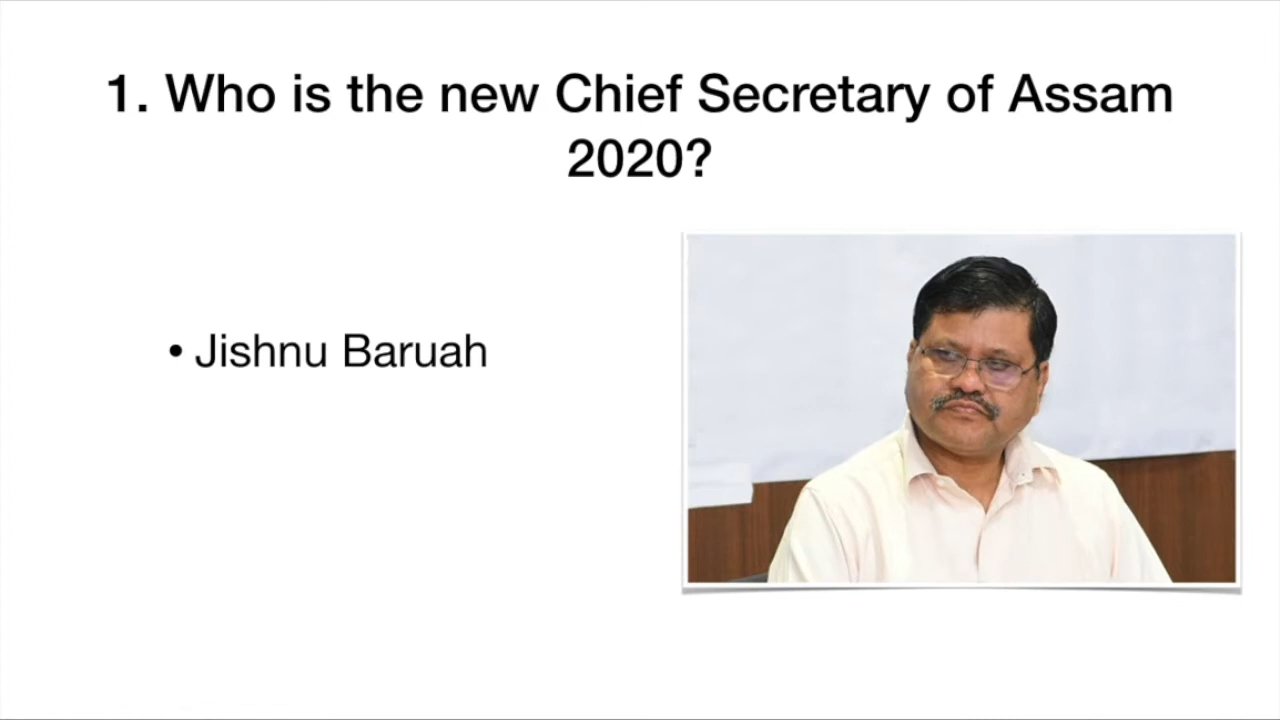 1. Who is the new Chief Secretary of Assam
2020?
• Jishnu Baruah